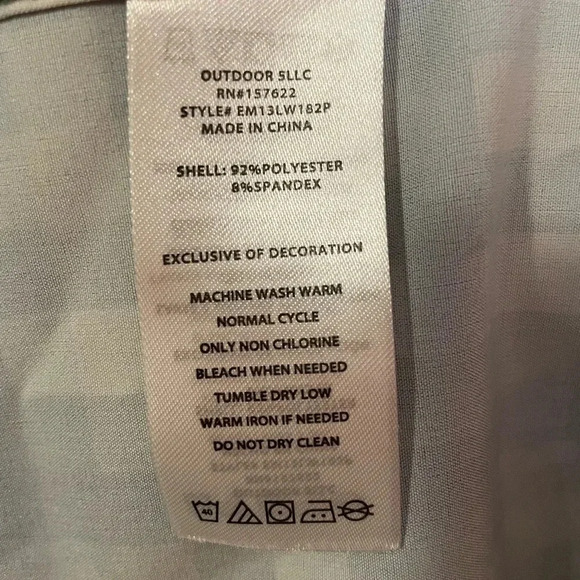 OUTDOOR 5LLC
RN#157622
STYLE# EM13LW182P
MADE IN CHINA
SHELL: 92%POLYESTER
8%SPANDEX
EXCLUSIVE OF DECORATION
MACHINE WASH WARM
NORMAL CYCLE
ONLY NON CHLORINE
BLEACH WHEN NEEDED
TUMBLE DRY LOW
WARM IRON IF NEEDED
DO NOT DRY CLEAN
40